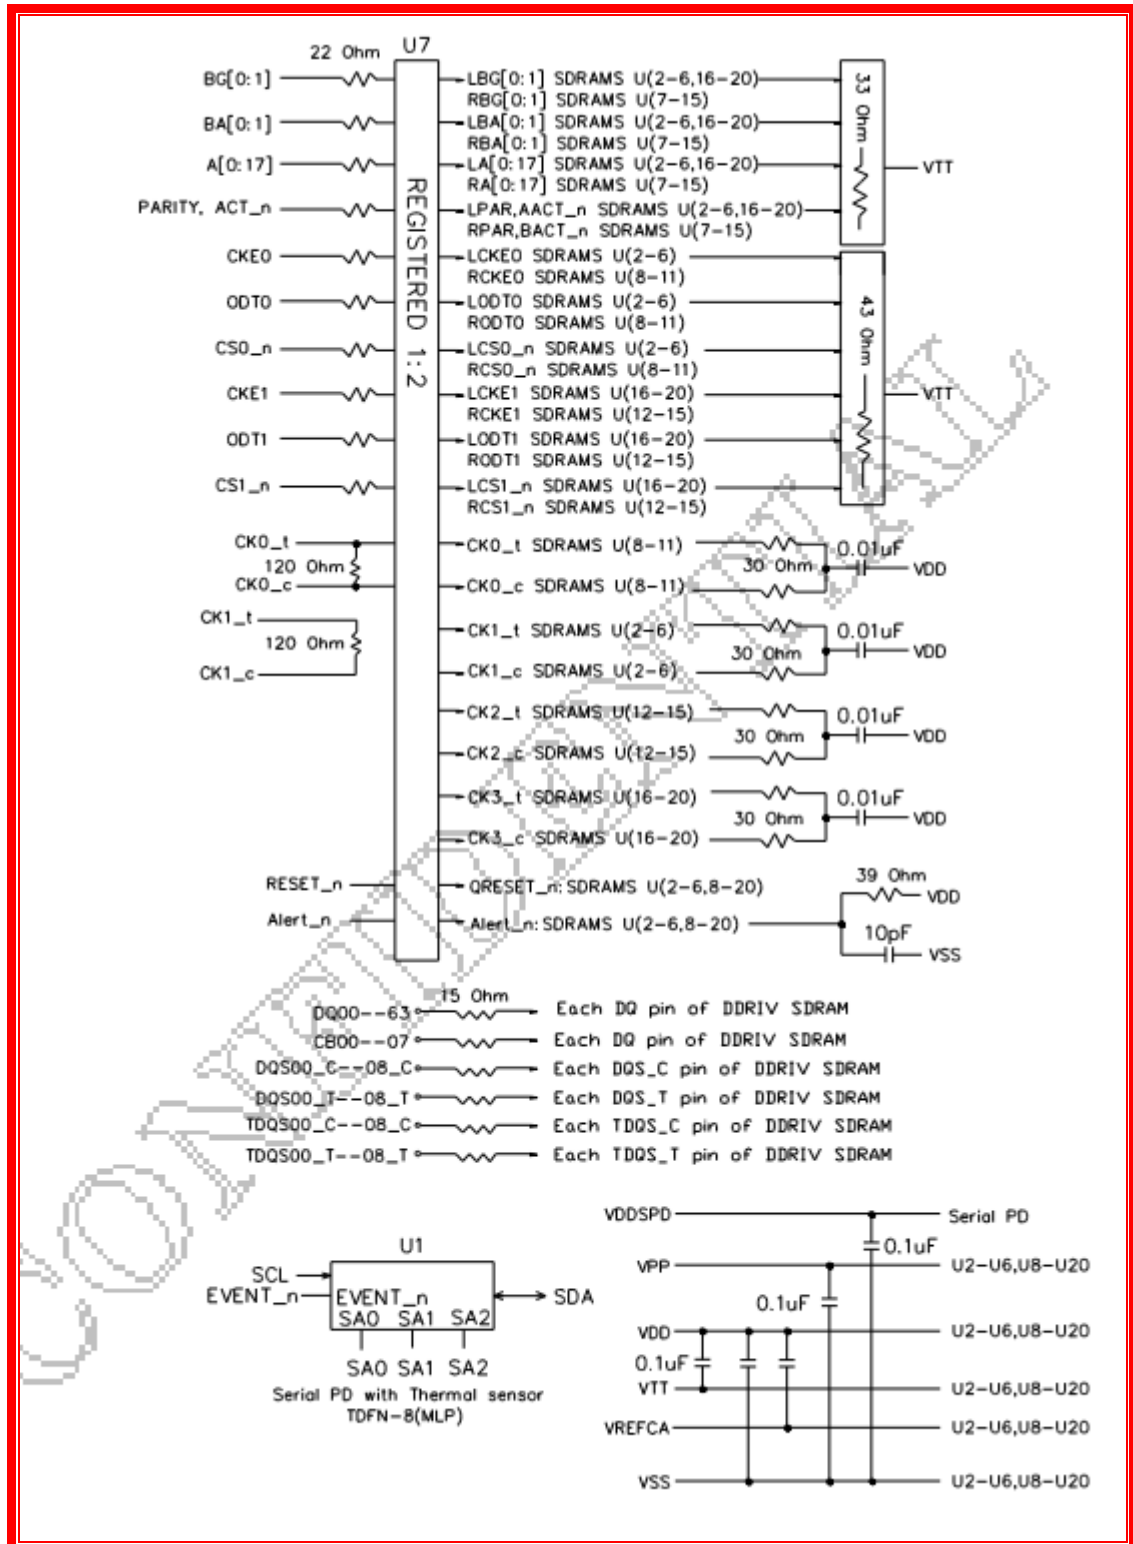 22 Ohm
U7
BG[0:1]
LBG[0:1] SDRAMS U(2-6,16-20)
RBG[0:1] SDRAMS U(7-15)
BA[0:1]
LBA[0:1] SDRAMS U(2-6,16-20)
RBA[0:1] SDRAMS U(7-15)
A[0:17]
LA[0:17] SDRAMS U(2-6,16-20)
RA[0:17] SDRAMS U(7-15)
PARITY, ACT_n
LPAR,AACT_n SDRAMS U(2-6,16-20)
RPAR,BACT_n SDRAMS U(7-15)
33 Ohm
VTT
REGISTERED 1:2
CKE0
LCKE0 SDRAMS U(2-6)
RCKE0 SDRAMS U(8-11)
ODT0
LODT0 SDRAMS U(2-6)
RODT0 SDRAMS U(8-11)
CS0_n
LCS0_n SDRAMS U(2-6)
RCS0_n SDRAMS U(8-11)
CKE1
LCKE1 SDRAMS U(16-20)
RCKE1 SDRAMS U(12-15)
ODT1
LODT1 SDRAMS U(16-20)
RODT1 SDRAMS U(12-15)
CS1_n
LCS1_n SDRAMS U(16-20)
RCS1_n SDRAMS U(12-15)
43 Ohm
VTT
CK0_t
120 Ohm
CK0_c
CK0_t SDRAMS U(8-11)
CK0_c SDRAMS U(8-11)
30 Ohm
0.01uF
VDD
CK1_t
120 Ohm
CK1_c
CK1_t SDRAMS U(2-6)
CK1_c SDRAMS U(2-6)
30 Ohm
0.01uF
VDD
CK2_t SDRAMS U(12-15)
CK2_c SDRAMS U(12-15)
30 Ohm
0.01uF
VDD
CK3_t SDRAMS U(16-20)
CK3_c SDRAMS U(16-20)
30 Ohm
0.01uF
VDD
RESET_n
QRESET_n: SDRAMS U(2-6,8-20)
Alert_n
Alert_n: SDRAMS U(2-6,8-20)
39 Ohm
VDD
10pF
VSS
15 Ohm
DQ00--63 Each DQ pin of DDRIV SDRAM
CB00--07 Each DQ pin of DDRIV SDRAM
DQS00_C--08_C Each DQS_C pin of DDRIV SDRAM
DQS00_T--08_T Each DQS_T pin of DDRIV SDRAM
TDQS00_C--08_C Each TDQS_C pin of DDRIV SDRAM
TDQS00_T--08_T Each TDQS_T pin of DDRIV SDRAM
U1
SCL
EVENT_n
EVENT_n
SA0 SA1 SA2
SDA
SA0 SA1 SA2
Serial PD with Thermal sensor
TDFN-8(MLP)
VDDSPD
Serial PD
0.1uF
VPP
U2-U6,U8-U20
0.1uF
VDD
U2-U6,U8-U20
0.1uF
VTT
U2-U6,U8-U20
VREFCA
U2-U6,U8-U20
VSS
U2-U6,U8-U20
CONFIDENTIAL